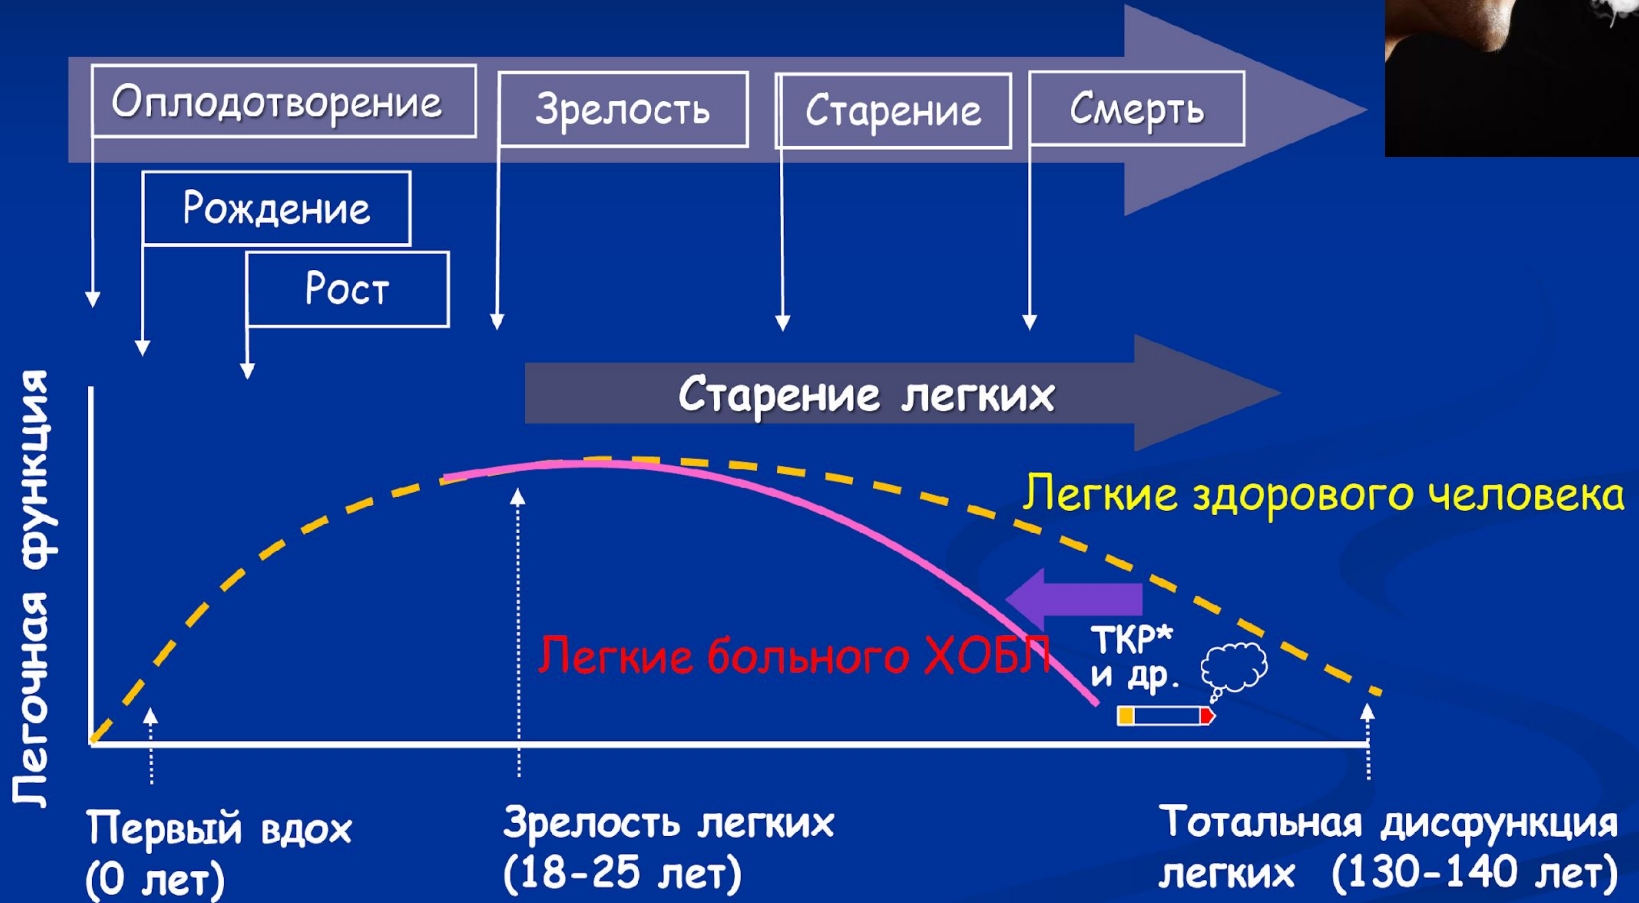 Оплодотворение
Зрелость
Старение
Смерть
Рождение
Рост
Старение легких
Легочная функция
Легкие здорового человека
Легкие больного ХОБЛ
ТКР*
и др.
Первый вдох
(0 лет)
Зрелость легких
(18-25 лет)
Тотальная дисфункция
легких (130-140 лет)